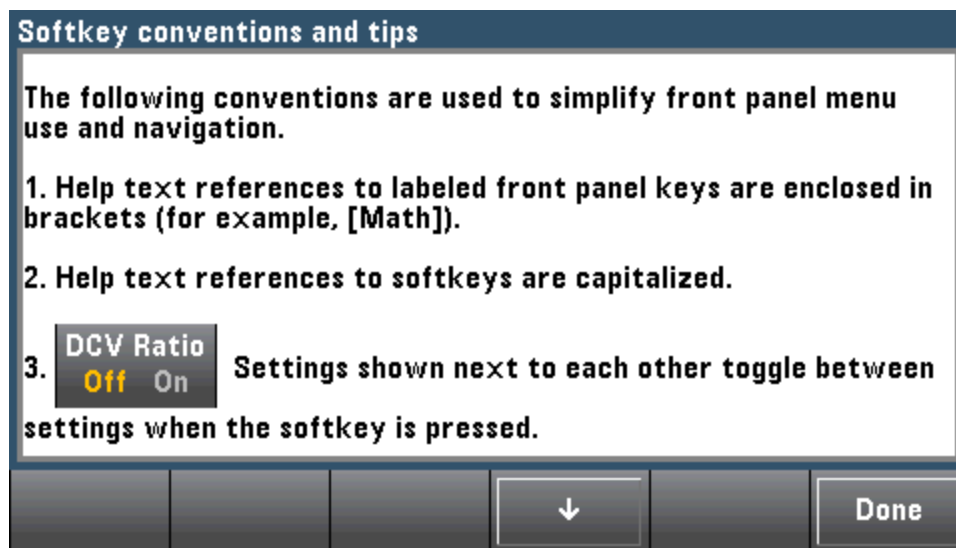 Softkey conventions and tips
The following conventions are used to simplify front panel menu
use and navigation.
1. Help text references to labeled front panel keys are enclosed in
brackets (for example, [Math]).
2. Help text references to softkeys are capitalized.
DCV Ratio
Off On
3. Settings shown next to each other toggle between
settings when the softkey is pressed.
↓ Done